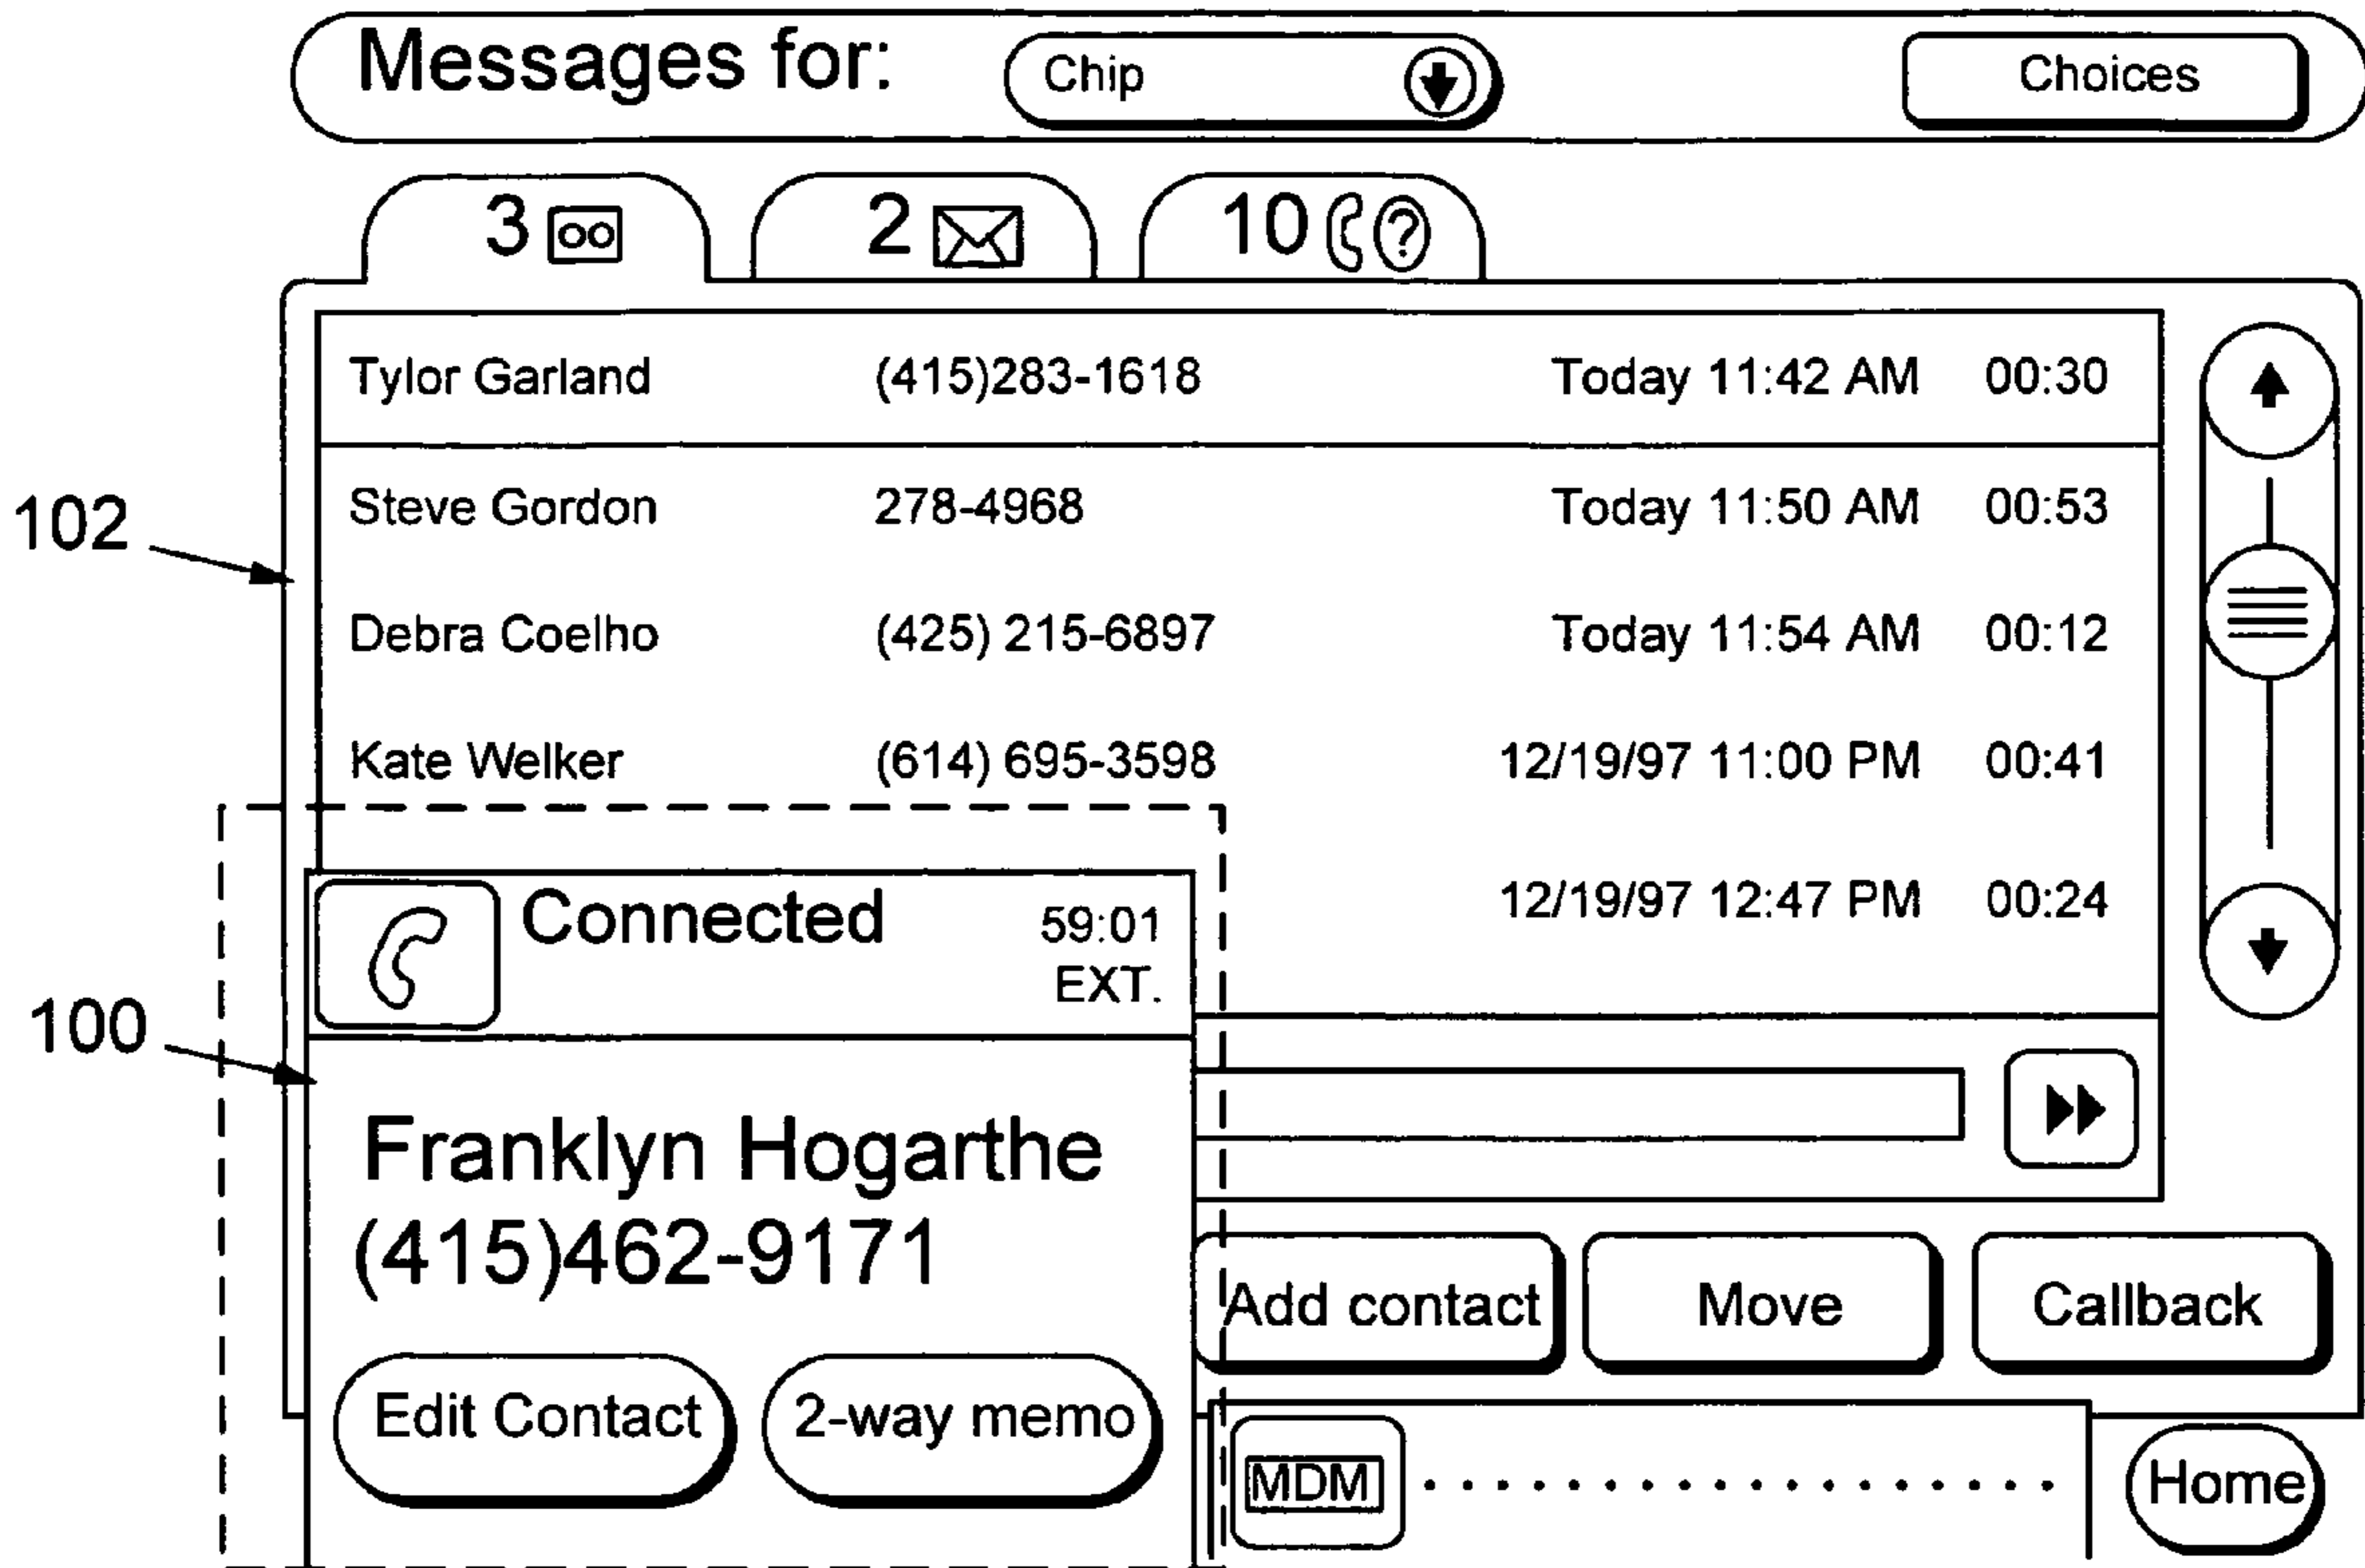 Messages for: Chip Choices
3 2 10 ?
Tylor Garland (415)283-1618 Today 11:42 AM 00:30
Steve Gordon 278-4968 Today 11:50 AM 00:53
102
Debra Coelho (425) 215-6897 Today 11:54 AM 00:12
Kate Welker (614) 695-3598 12/19/97 11:00 PM 00:41
Connected 59:01 12/19/97 12:47 PM 00:24
EXT.
100
Franklyn Hogarthe
(415)462-9171
Add contact Move Callback
Edit Contact 2-way memo
MDM Home